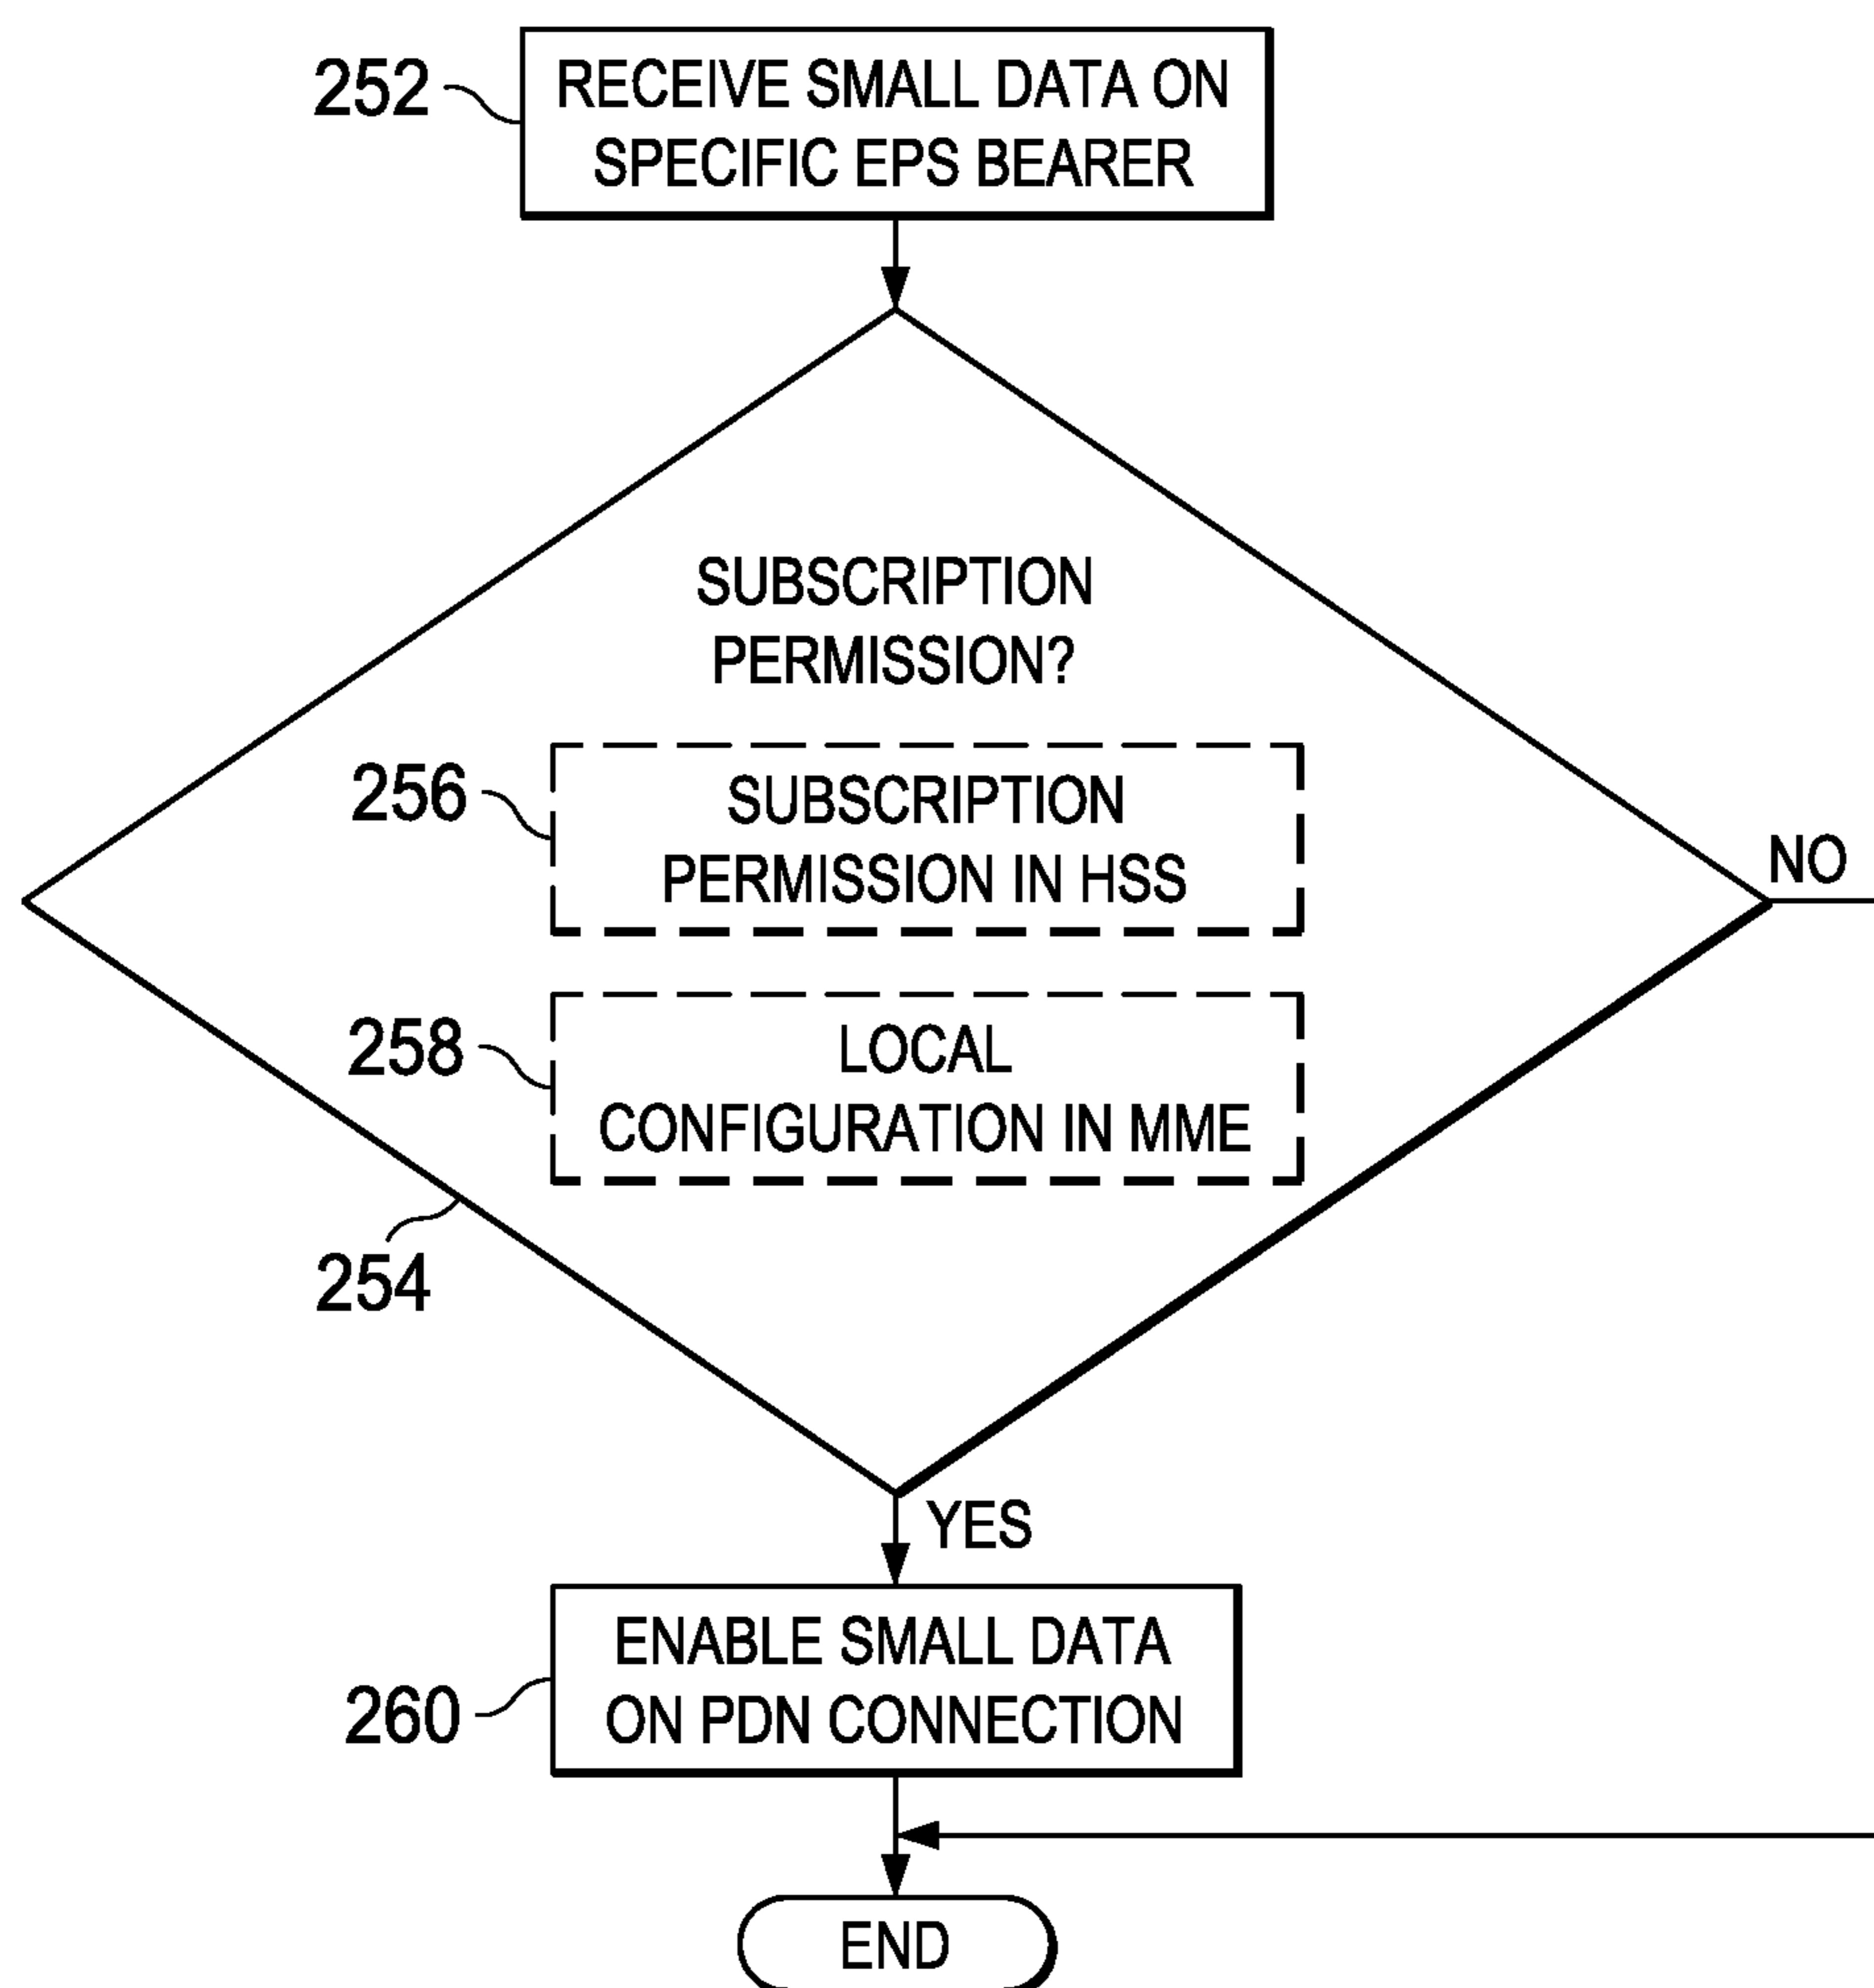 252
RECEIVE SMALL DATA ON
SPECIFIC EPS BEARER
SUBSCRIPTION
PERMISSION?
256
SUBSCRIPTION
PERMISSION IN HSS
NO
258
LOCAL
CONFIGURATION IN MME
254
YES
260
ENABLE SMALL DATA
ON PDN CONNECTION
END